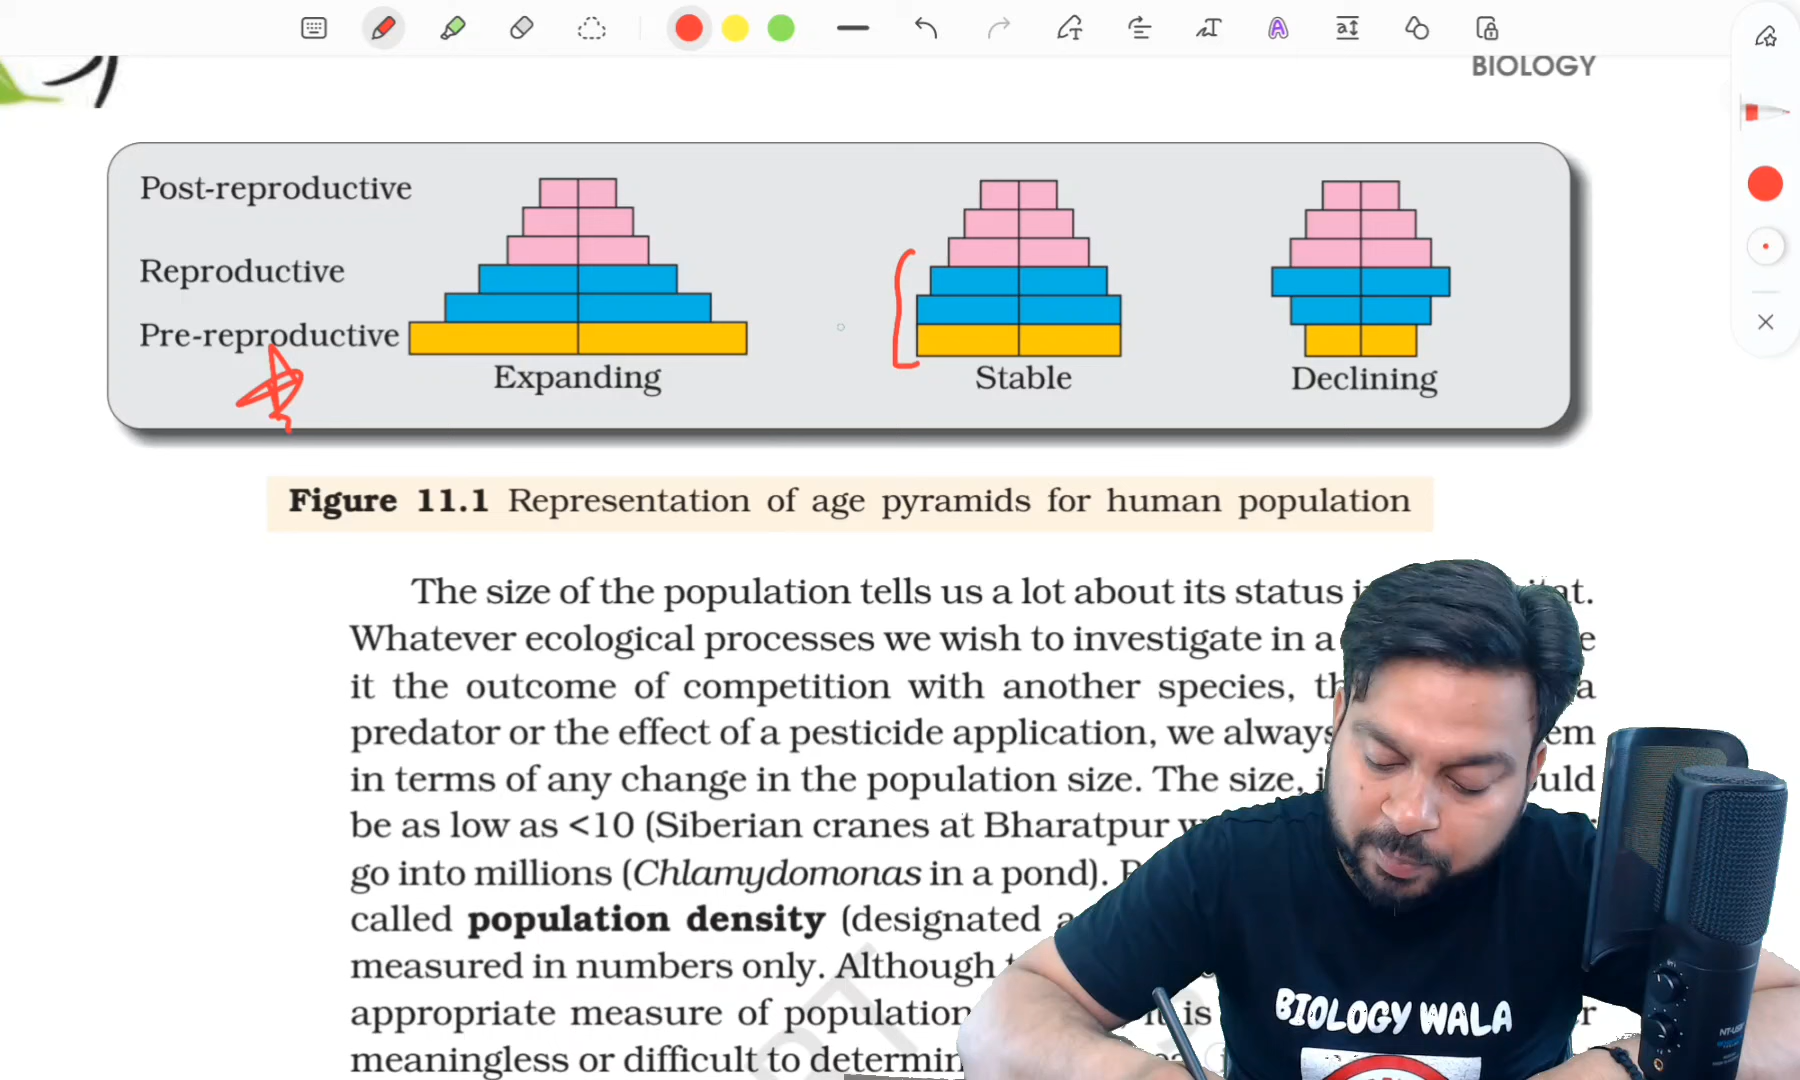 BIOLOGY
Post-reproductive
Reproductive
Pre-reproductive
Expanding
Stable
Declining
Figure 11.1 Representation of age pyramids for human population
The size of the population tells us a lot about its status
Whatever ecological processes we wish to investigate in a
it the outcome of competition with another species, a
predator or the effect of a pesticide application, we always
in terms of any change in the population size. The size,
be as low as <10 (Siberian cranes at Bharatpur
go into millions (Chlamydomonas in a pond).
called population density (designated
measured in numbers only. Although
appropriate measure of population is
meaningless or difficult to
BIOLOGY WALA